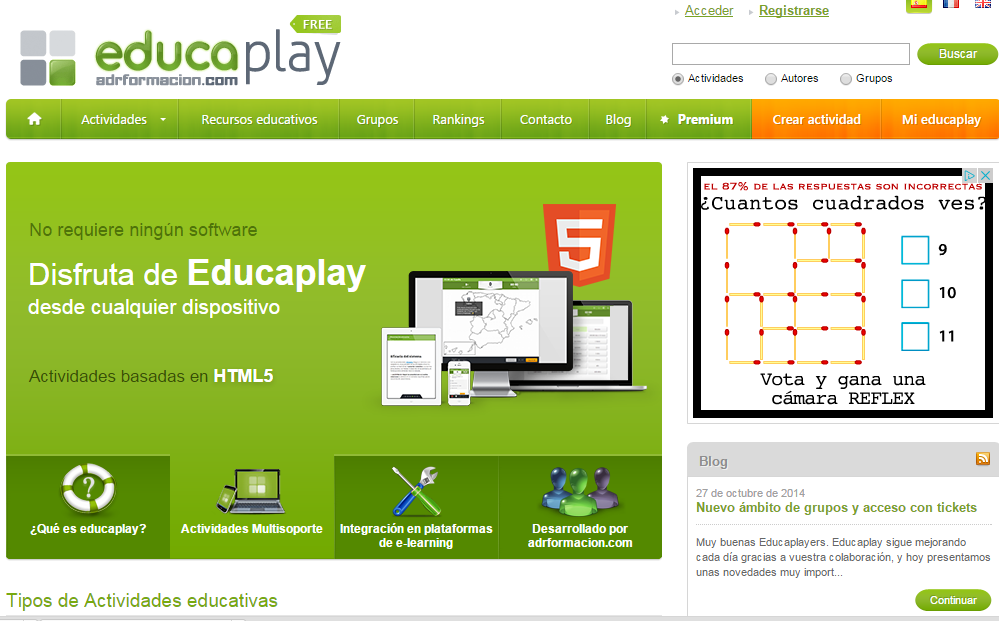 Acceder
Registrarse
FREE
educaplay
adrformacion.com
Buscar
Actividades
Autores
Grupos
Actividades
Recursos educativos
Grupos
Rankings
Contacto
Blog
Premium
Crear actividad
Mi educaplay
No requiere ningún software
Disfruta de Educaplay
desde cualquier dispositivo
Actividades basadas en HTML5
5
EL 87% DE LAS RESPUESTAS SON INCORRECTAS
¿Cuantos cuadrados ves?
9
10
11
Vota y gana una
cámara REFLEX
¿Qué es educaplay?
Actividades Multisoporte
Integración en plataformas
de e-learning
Desarrollado por
adrformacion.com
Blog
27 de octubre de 2014
Nuevo ámbito de grupos y acceso con tickets
Muy buenas Educaplayers. Educaplay sigue mejorando
cada día gracias a vuestra colaboración, y hoy presentamos
unas novedades muy import...
Continuar
Tipos de Actividades educativas